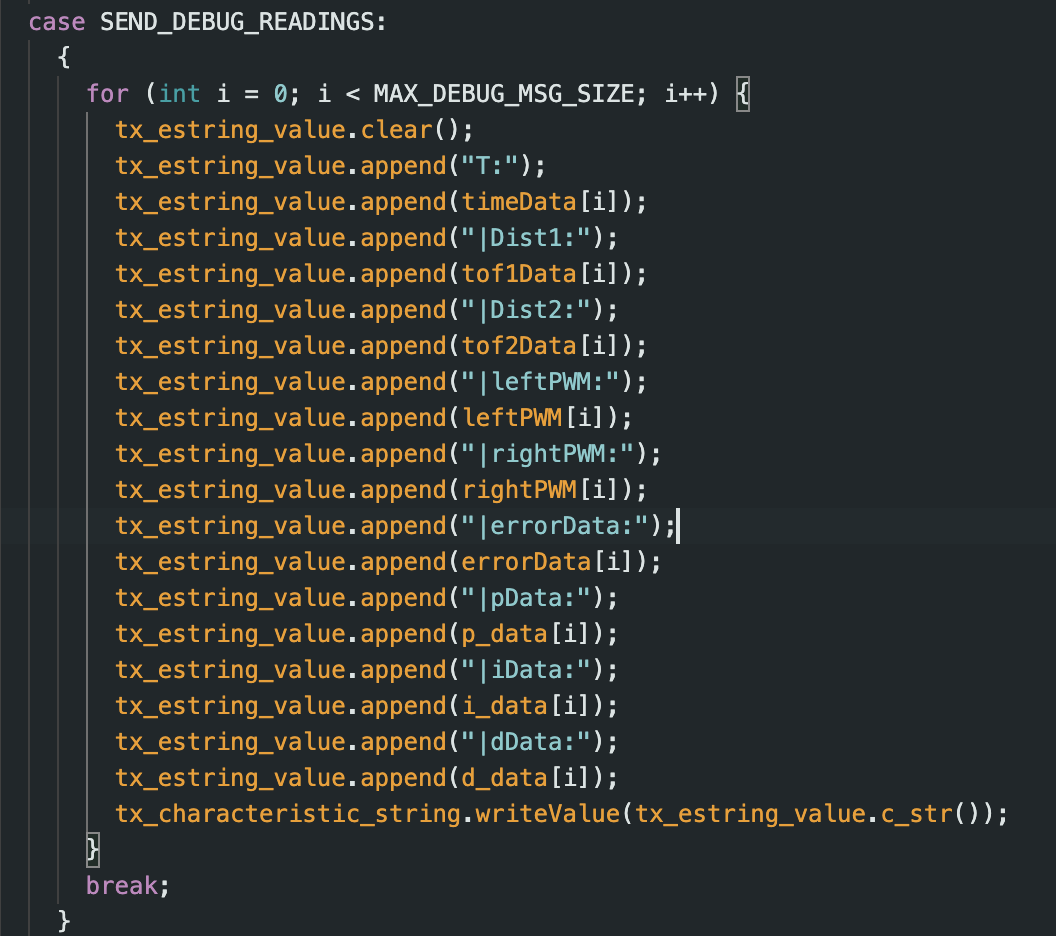 case SEND_DEBUG_READINGS:
{
for (int i = 0; i < MAX_DEBUG_MSG_SIZE; i++) {
tx_estring_value.clear();
tx_estring_value.append("T:");
tx_estring_value.append(timeData[i]);
tx_estring_value.append("|Dist1:");
tx_estring_value.append(tof1Data[i]);
tx_estring_value.append("|Dist2:");
tx_estring_value.append(tof2Data[i]);
tx_estring_value.append("|leftPWM:");
tx_estring_value.append(leftPWM[i]);
tx_estring_value.append("|rightPWM:");
tx_estring_value.append(rightPWM[i]);
tx_estring_value.append("|errorData:");
tx_estring_value.append(errorData[i]);
tx_estring_value.append("|pData:");
tx_estring_value.append(p_data[i]);
tx_estring_value.append("|iData:");
tx_estring_value.append(i_data[i]);
tx_estring_value.append("|dData:");
tx_estring_value.append(d_data[i]);
tx_characteristic_string.writeValue(tx_estring_value.c_str());
}
break;
}